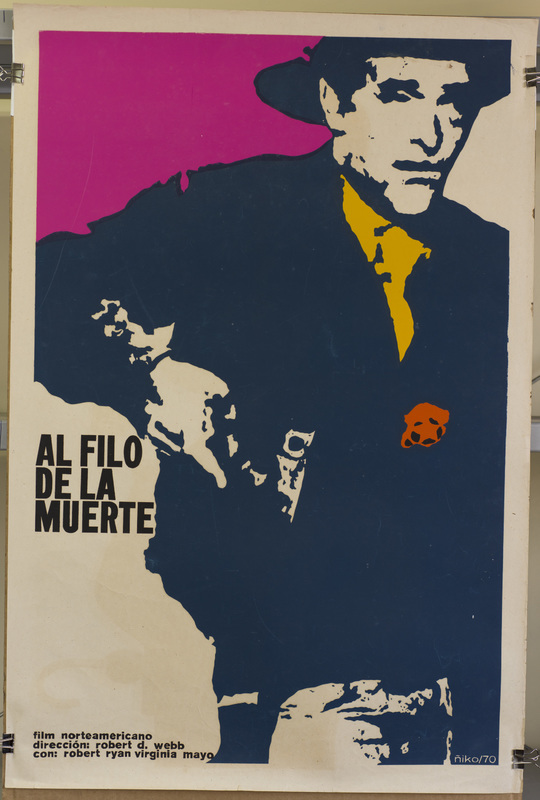 AL FILO
DE LA
MUERTE
film norteamericano
dirección: robert d. webb
con: robert ryan virginia mayo
ñiko/70